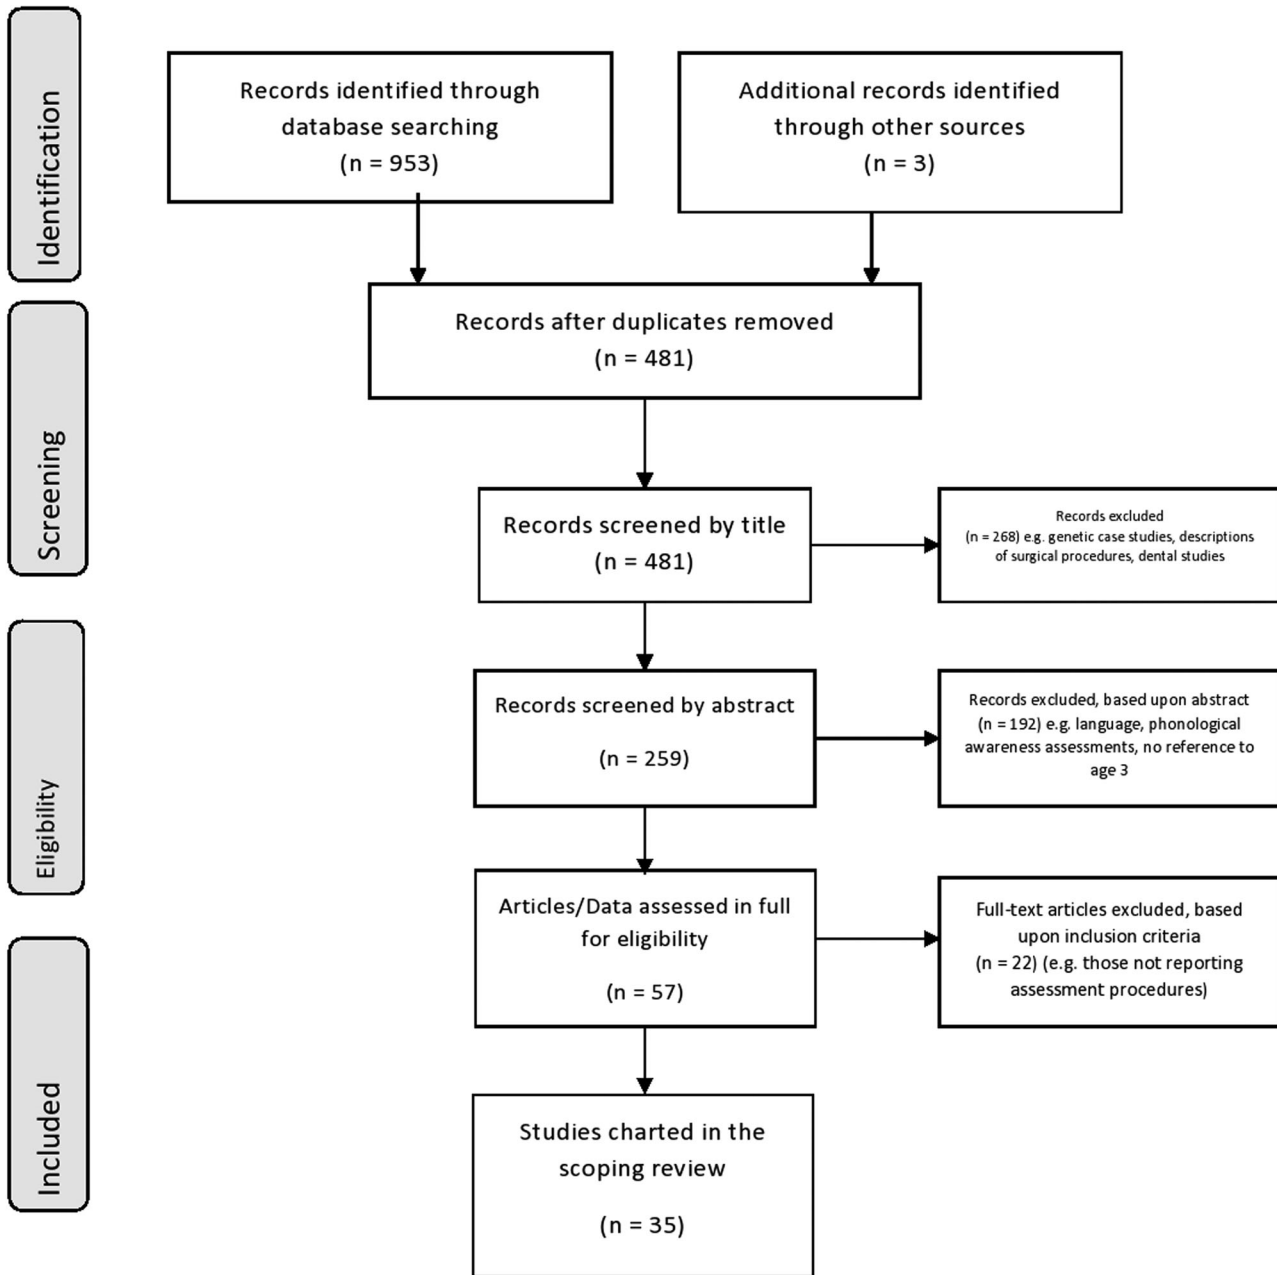 Identification
Records identified through
database searching
(n = 953)
Additional records identified
through other sources
(n = 3)
Records after duplicates removed
(n = 481)
Screening
Records screened by title
(n = 481)
Records excluded
(n = 268) e.g. genetic case studies, descriptions
of surgical procedures, dental studies
Eligibility
Records screened by abstract
(n = 259)
Records excluded, based upon abstract
(n = 192) e.g. language, phonological
awareness assessments, no reference to
age 3
Articles/Data assessed in full
for eligibility
(n = 57)
Full-text articles excluded, based
upon inclusion criteria
(n = 22) (e.g. those not reporting
assessment procedures)
Included
Studies charted in the
scoping review
(n = 35)